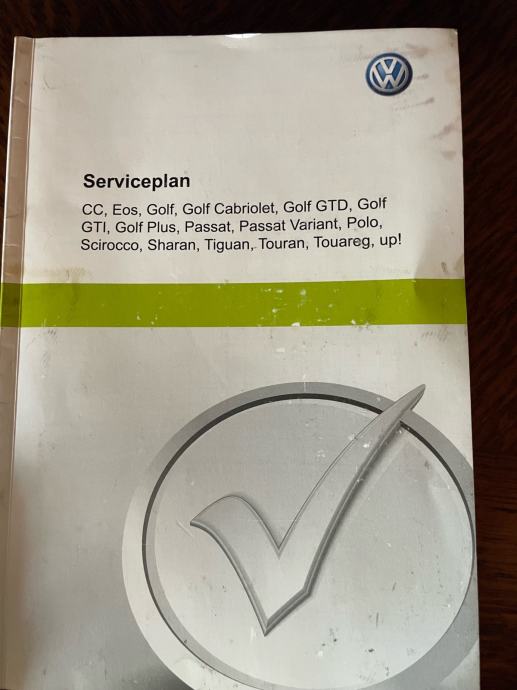 VW
Serviceplan
CC, Eos, Golf, Golf Cabriolet, Golf GTD, Golf
GTI, Golf Plus, Passat, Passat Variant, Polo,
Scirocco, Sharan, Tiguan, Touran, Touareg, up!